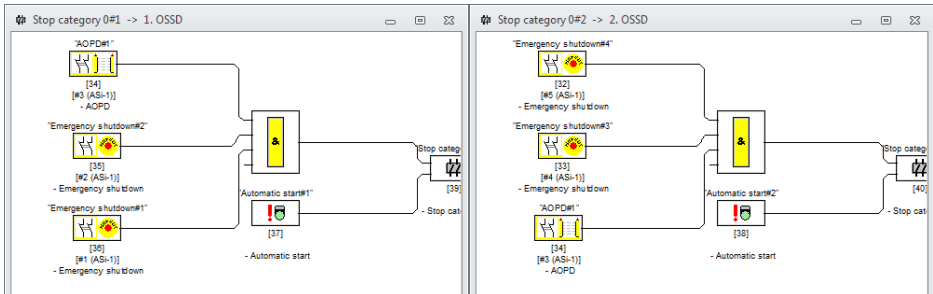 Stop category 0#1 -> 1. OSSD
"AOPD#1"
[34]
[#3 (ASi-1)]
- AOPD
"Emergency shutdown#2"
[35]
[#2 (ASi-1)]
- Emergency shutdown
"Emergency shutdown#1"
[36]
[#1 (ASi-1)]
- Emergency shutdown
&
"Automatic start#1"
[37]
- Automatic start
Stop categ
[39]
- Stop cat
Stop category 0#2 -> 2. OSSD
"Emergency shutdown#4"
[32]
[#5 (ASi-1)]
- Emergency shutdown
"Emergency shutdown#3"
[33]
[#4 (ASi-1)]
- Emergency shutdown
"AOPD#1"
[34]
[#3 (ASi-1)]
- AOPD
&
"Automatic start#2"
[38]
- Automatic start
Stop categ
[40]
- Stop cat